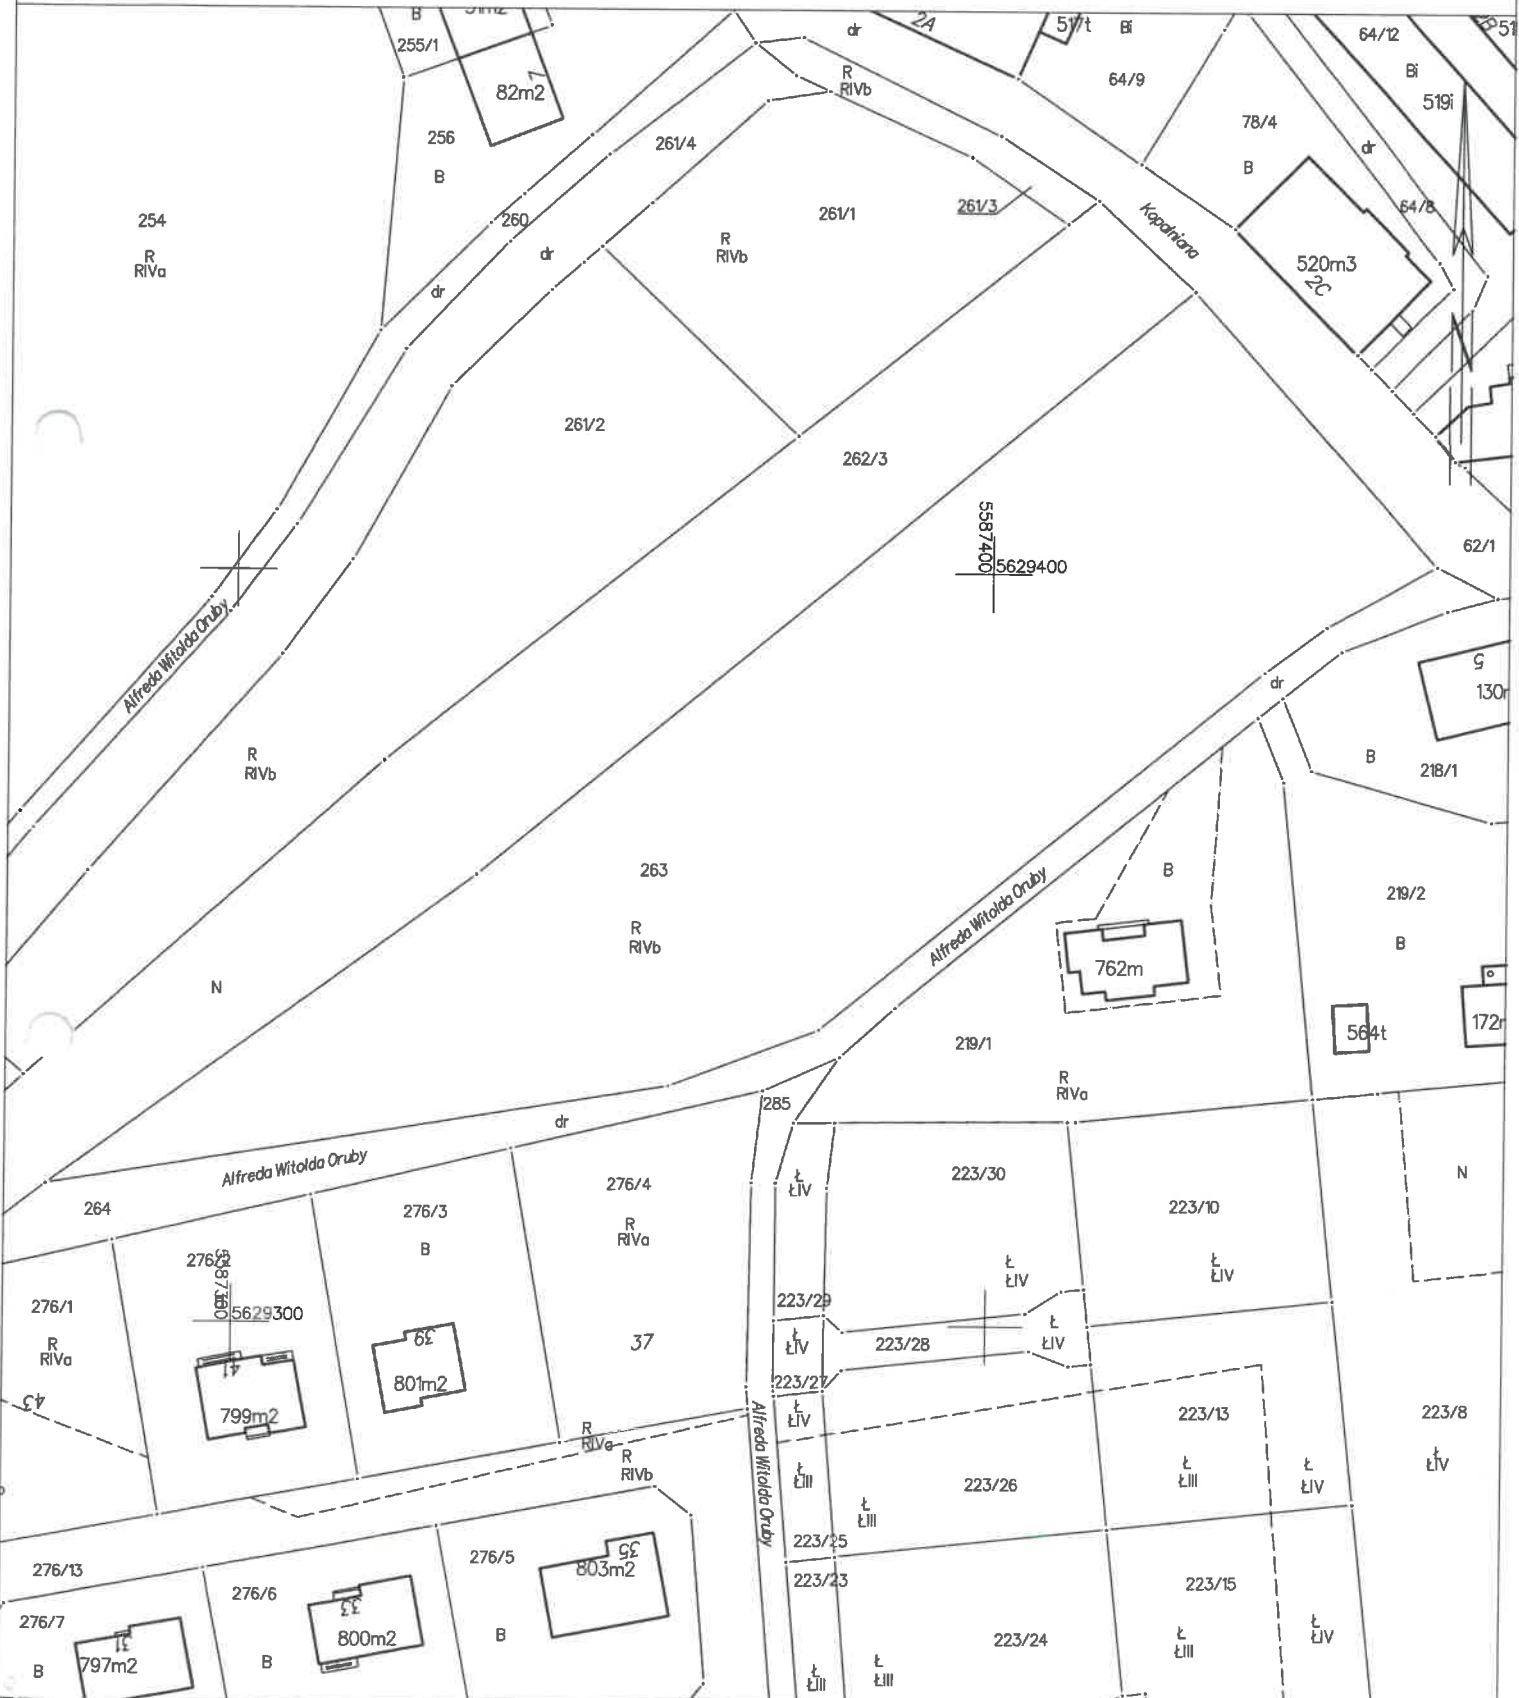 B
255/1
82m2
7
256
B
254
R
RIVa
260
dr
dr
261/4
R
RIVb
261/1
R
RIVb
261/3
dr
2A
517t
Bi
64/9
64/12
Bi
519i
78/4
B
dr
64/8
Kopalniana
520m3
2C
261/2
262/3
5587400
5629400
62/1
Alfreda Witolda Oruby
5
dr
B
218/1
R
RIVb
263
R
RIVb
N
Alfreda Witolda Oruby
B
762m
219/2
B
564t
219/1
R
RIVa
285
dr
Alfreda Witolda Oruby
264
276/4
R
RIVa
276/3
B
276/2
5629300
276/1
R
RIVa
43
41
799m2
39
801m2
37
Ł
ŁIV
223/30
Ł
ŁIV
223/10
Ł
ŁIV
N
223/29
Ł
ŁIV
223/28
Ł
ŁIV
223/27
Ł
ŁIV
Alfreda Witolda Oruby
223/13
223/8
Ł
ŁIV
R
RIVa
R
RIVb
Ł
ŁIII
223/26
Ł
ŁIII
Ł
ŁIII
Ł
ŁIV
223/25
223/23
276/13
276/5
35
803m2
276/6
33
800m2
B
B
276/7
31
797m2
B
223/24
223/15
Ł
ŁIII
Ł
ŁIV
Ł
ŁIII
Ł
ŁIII